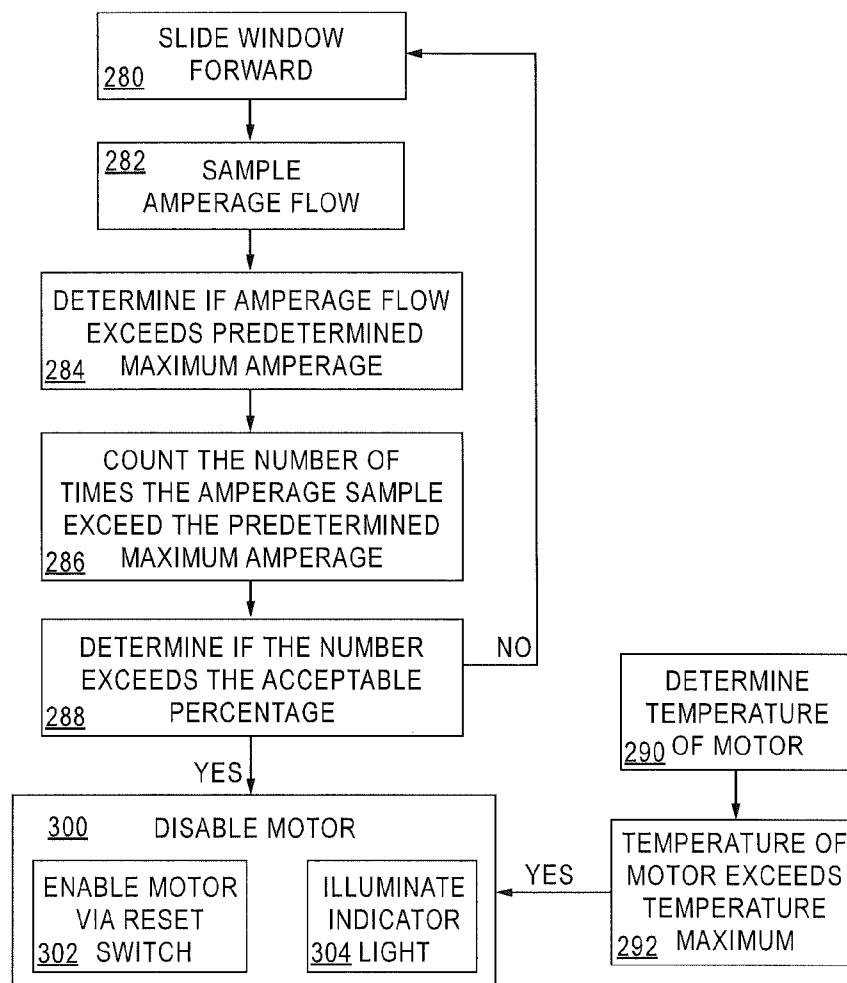 SLIDE WINDOW
FORWARD
280
282
SAMPLE
AMPERAGE FLOW
DETERMINE IF AMPERAGE FLOW
EXCEEDS PREDETERMINED
MAXIMUM AMPERAGE
284
COUNT THE NUMBER OF
TIMES THE AMPERAGE SAMPLE
EXCEED THE PREDETERMINED
MAXIMUM AMPERAGE
286
DETERMINE IF THE NUMBER
EXCEEDS THE ACCEPTABLE
PERCENTAGE
288
NO
YES
DETERMINE
TEMPERATURE
OF MOTOR
290
TEMPERATURE OF
MOTOR EXCEEDS
TEMPERATURE
MAXIMUM
292
YES
300 DISABLE MOTOR
ENABLE MOTOR
VIA RESET
SWITCH
302
ILLUMINATE
INDICATOR
LIGHT
304